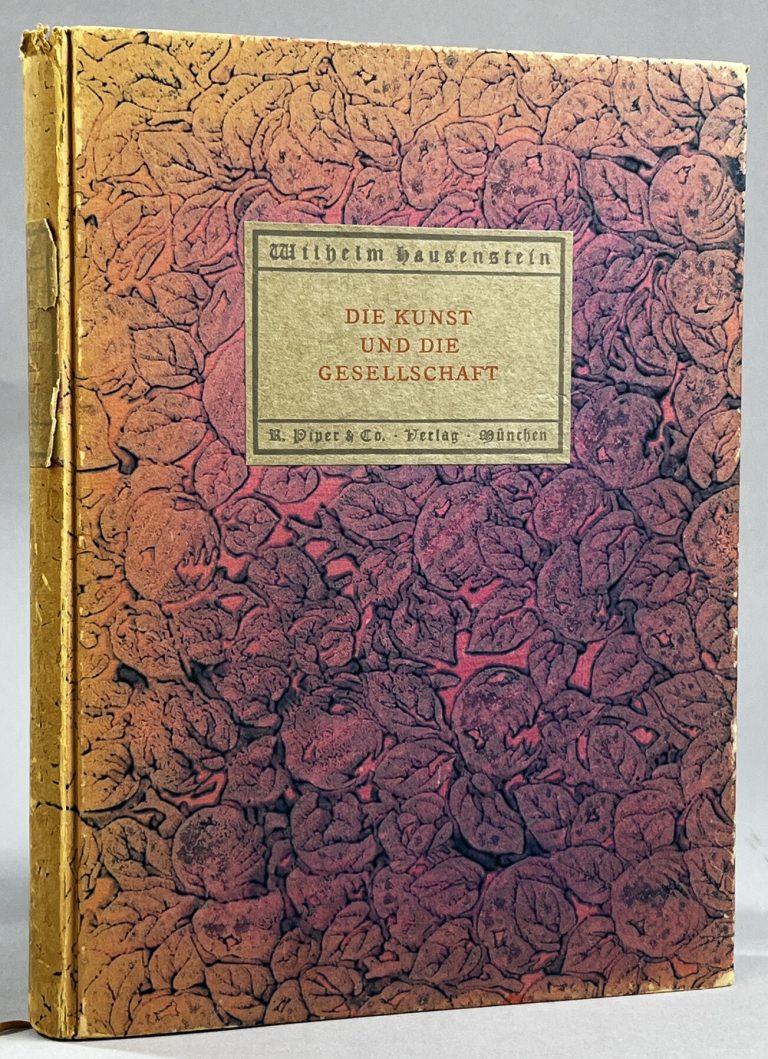 Wilhelm Hausenstein
DIE KUNST
UND DIE
GESELLSCHAFT
R. Piper & Co. · Verlag · München